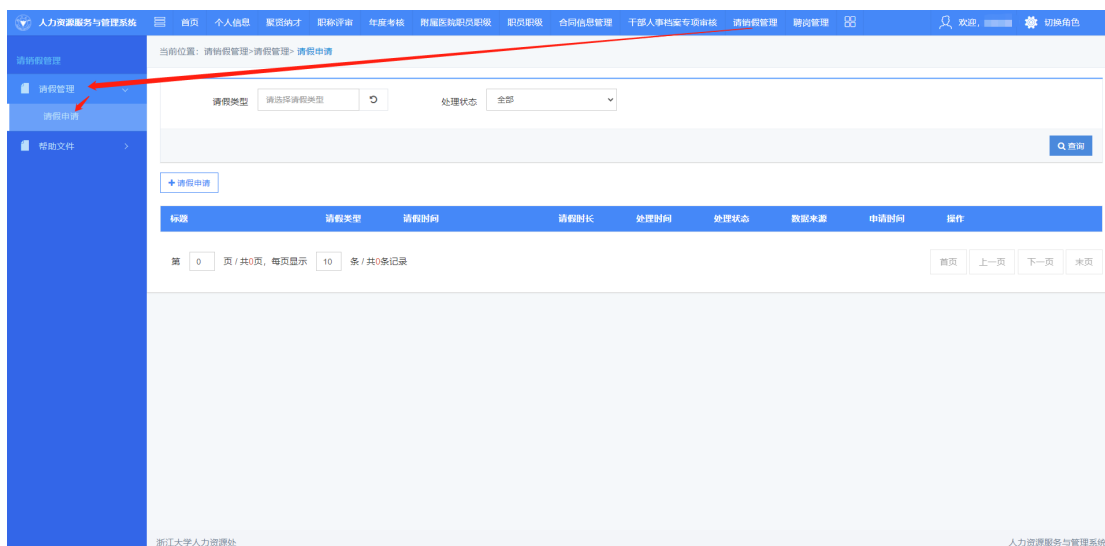 人力资源服务与管理系统 首页 个人信息 聚贤纳才 职称评审 年度考核 附属医院职员职级 职员职级 合同信息管理 干部人事档案专项审核 请销假管理 聘岗管理 欢迎, 切换角色
请销假管理
当前位置: 请销假管理>请假管理> 请假申请
请假管理
请假类型 请选择请假类型 处理状态 全部
请假申请
帮助文件
查询
+请假申请
标题 请假类型 请假时间 请假时长 处理时间 处理状态 数据来源 申请时间 操作
第 0 页/共0页, 每页显示 10 条/共0条记录 首页 上一页 下一页 末页
浙江大学人力资源处 人力资源服务与管理系统